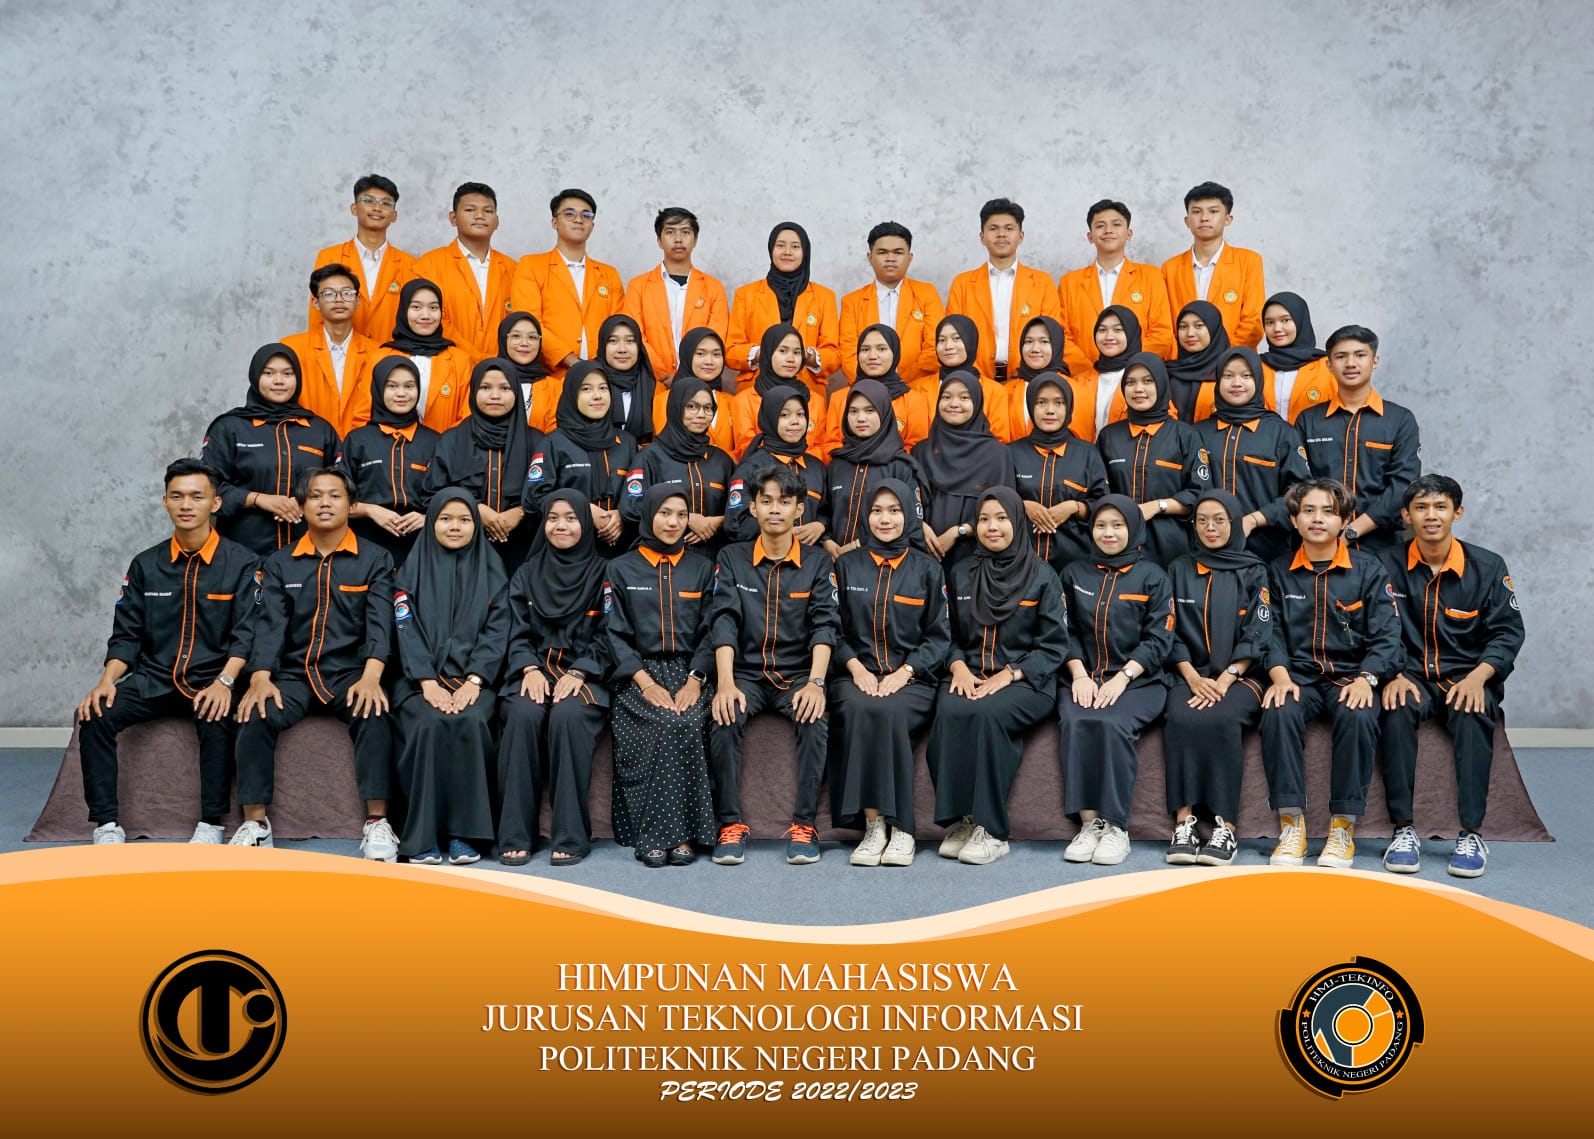 HIMPUNAN MAHASISWA
JURUSAN TEKNOLOGI INFORMASI
POLITEKNIK NEGERI PADANG
PERIODE 2022/2023
HMJ-TEKINFO
POLITEKNIK NEGERI PADANG